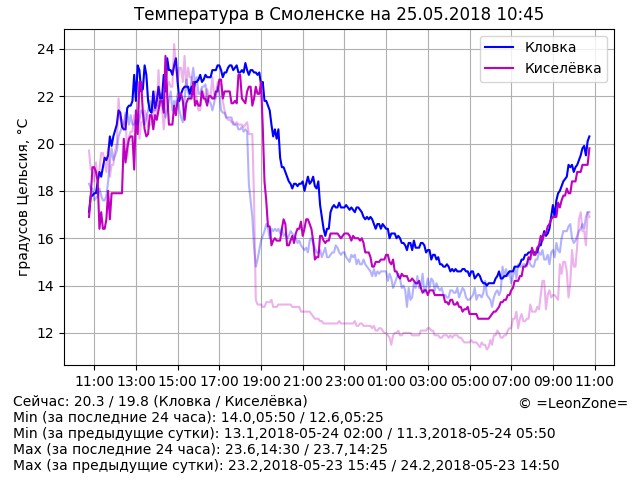 Температура в Смоленске на 25.05.2018 10:45
градусов Цельсия, °C
24
22
20
18
16
14
12
Кловка
Киселёвка
11:00 13:00 15:00 17:00 19:00 21:00 23:00 01:00 03:00 05:00 07:00 09:00 11:00
Сейчас: 20.3 / 19.8 (Кловка / Киселёвка)
© =LeonZone=
Min (за последние 24 часа): 14.0,05:50 / 12.6,05:25
Min (за предыдущие сутки): 13.1,2018-05-24 02:00 / 11.3,2018-05-24 05:50
Max (за последние 24 часа): 23.6,14:30 / 23.7,14:25
Max (за предыдущие сутки): 23.2,2018-05-23 15:45 / 24.2,2018-05-23 14:50